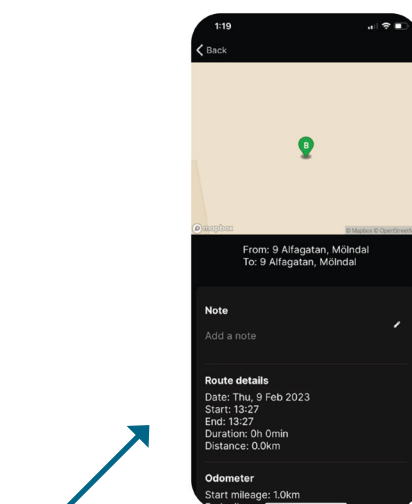 1:19
Back
B
mapbox
© Mapbox © OpenStreet
From: 9 Alfagatan, Mölndal
To: 9 Alfagatan, Mölndal
Note
Add a note
Route details
Date: Thu, 9 Feb 2023
Start: 13:27
End: 13:27
Duration: 0h 0min
Distance: 0.0km
Odometer
Start mileage: 1.0km